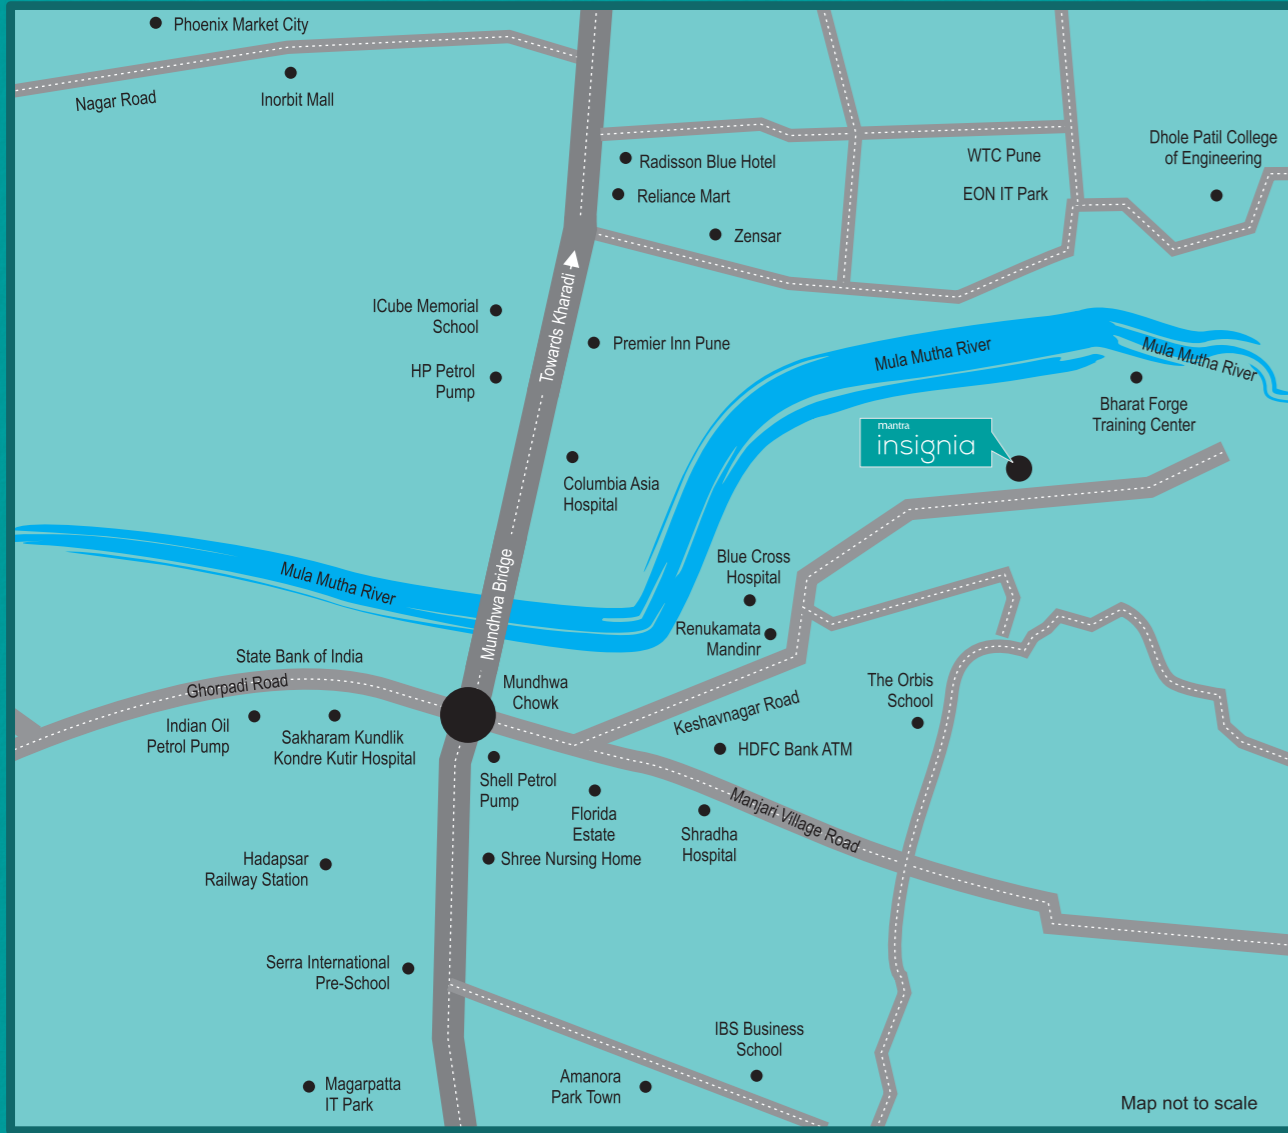 Phoenix Market City
Nagar Road
Inorbit Mall
Dhole Patil College
of Engineering
Radisson Blue Hotel
WTC Pune
Reliance Mart
EON IT Park
Zensar
Towards Kharadi
ICube Memorial
School
Premier Inn Pune
HP Petrol
Pump
Mula Mutha River
Mula Mutha River
Bharat Forge
Training Center
mantra
insignia
Columbia Asia
Hospital
Mundhwa Bridge
Mula Mutha River
Blue Cross
Hospital
Renukamata
Mandinr
State Bank of India
Ghorpadi Road
Mundhwa
Chowk
Keshavnagar Road
The Orbis
School
Indian Oil
Petrol Pump
Sakharam Kundlik
Kondre Kutir Hospital
HDFC Bank ATM
Shell Petrol
Pump
Florida
Estate
Manjari Village Road
Shradha
Hospital
Hadapsar
Railway Station
Shree Nursing Home
Serra International
Pre-School
IBS Business
School
Magarpatta
IT Park
Amanora
Park Town
Map not to scale